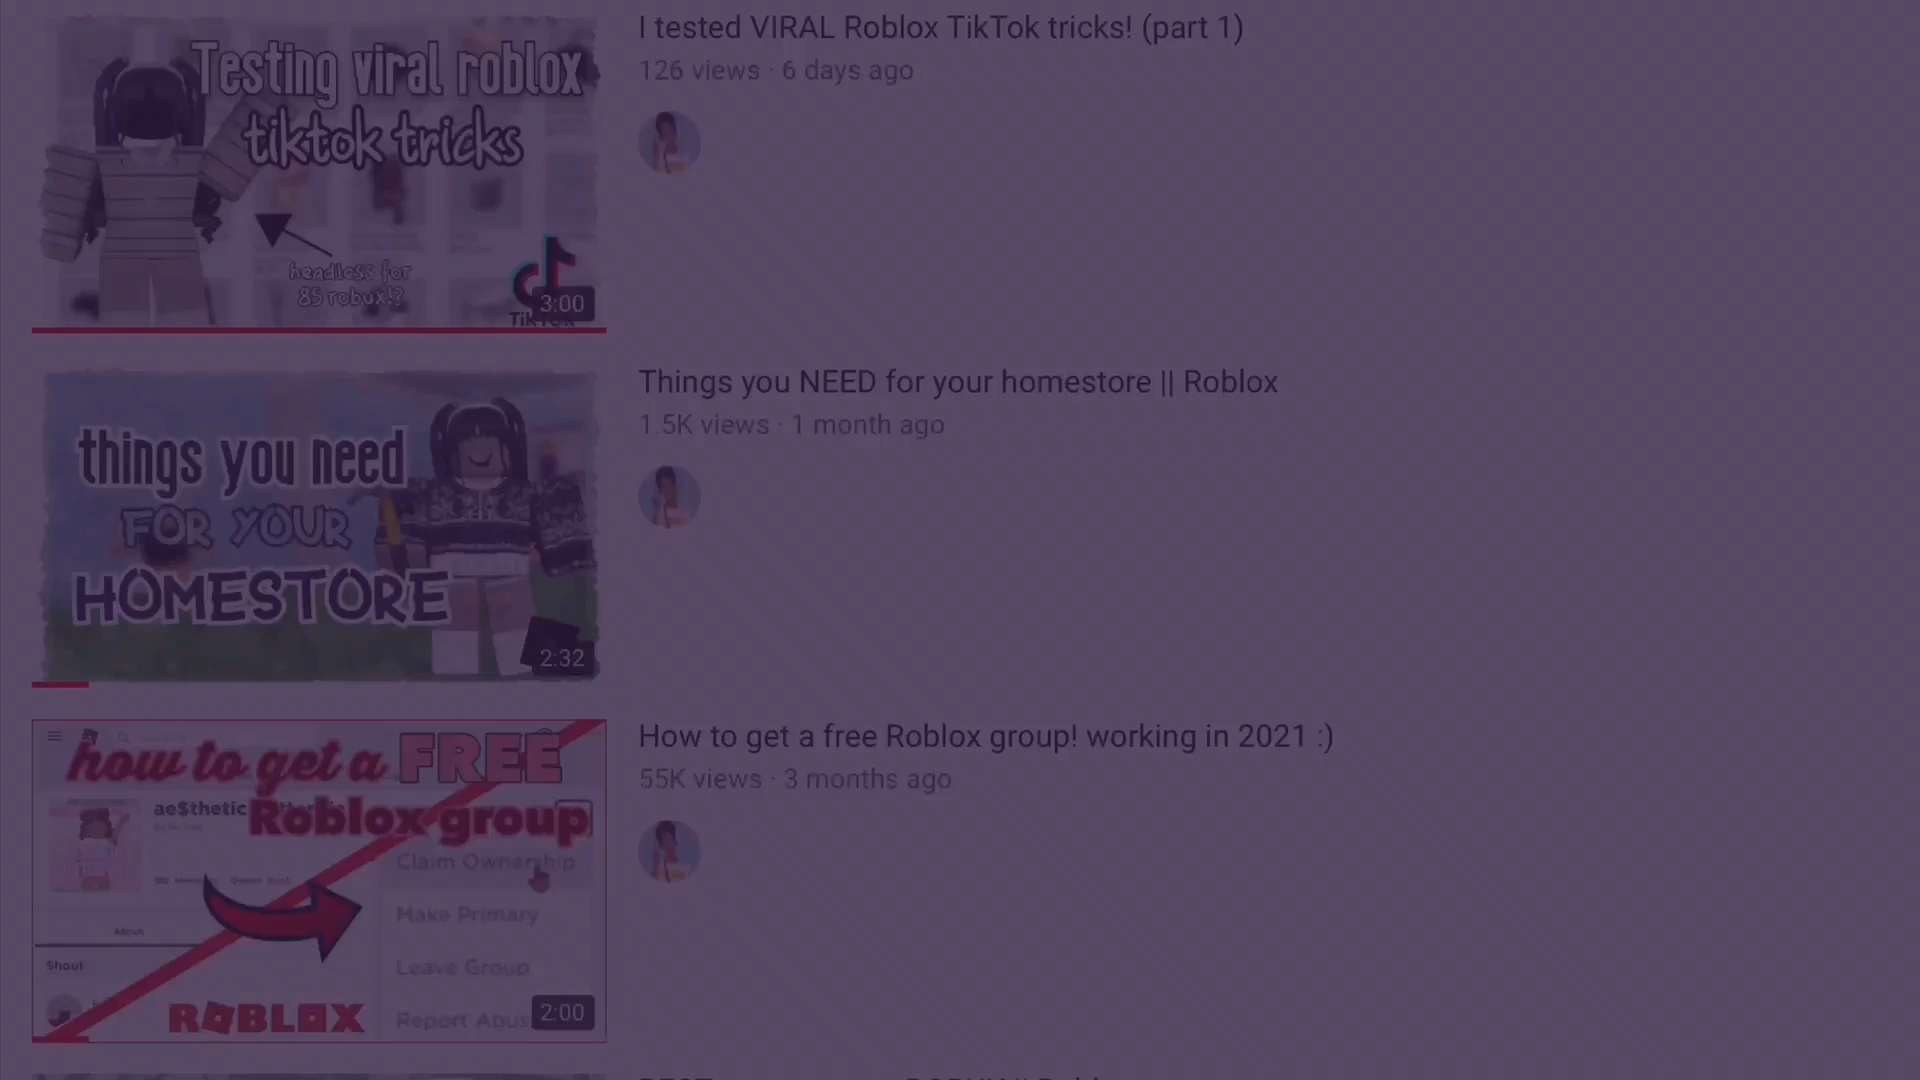 Testing viral roblox
tiktok tricks
headless for
85 robux!?
TikTok
3:00
I tested VIRAL Roblox TikTok tricks! (part 1)
126 views · 6 days ago
things you need
FOR YOUR
HOMESTORE
2:32
Things you NEED for your homestore || Roblox
1.5K views · 1 month ago
how to get a FREE
ae$thetic
Roblox group
Claim Ownership
Make Primary
Leave Group
About
Shout
ROBLOX
Report Abus
2:00
How to get a free Roblox group! working in 2021 :)
55K views · 3 months ago